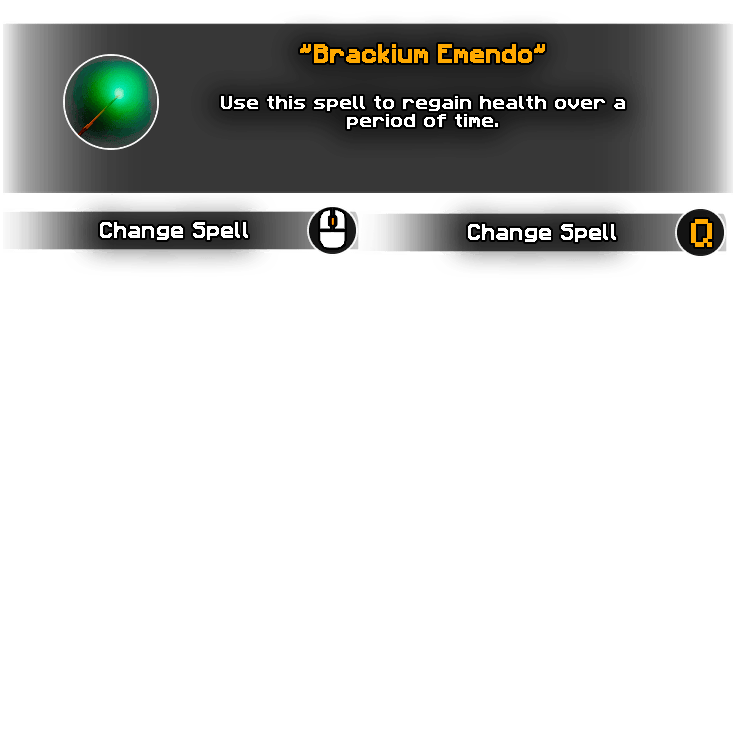 "Brackium Emendo"
Use this spell to regain health over a
period of time.
Change Spell
Change Spell Q